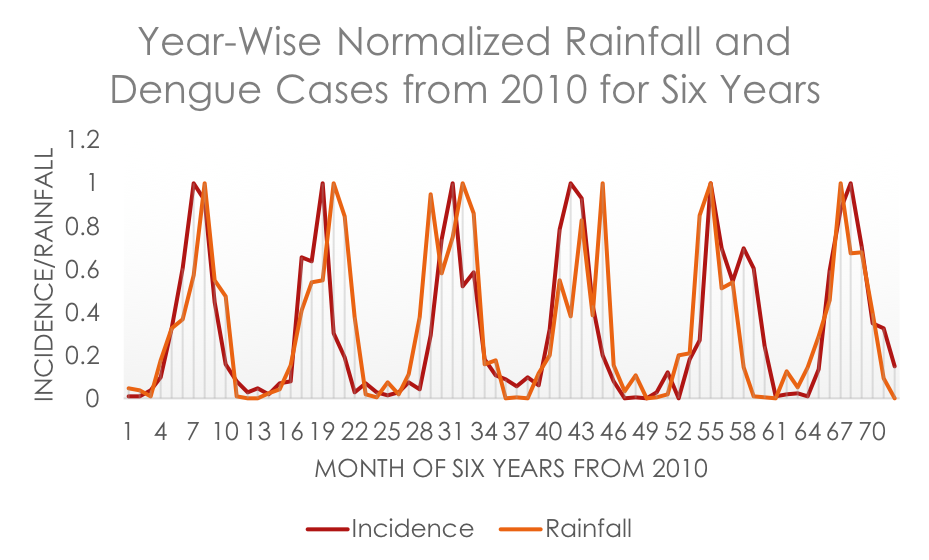 Year-Wise Normalized Rainfall and
Dengue Cases from 2010 for Six Years
INCIDENCE/RAINFALL
1.2
1
0.8
0.6
0.4
0.2
0
1 4 7 10 13 16 19 22 25 28 31 34 37 40 43 46 49 52 55 58 61 64 67 70
MONTH OF SIX YEARS FROM 2010
Incidence Rainfall